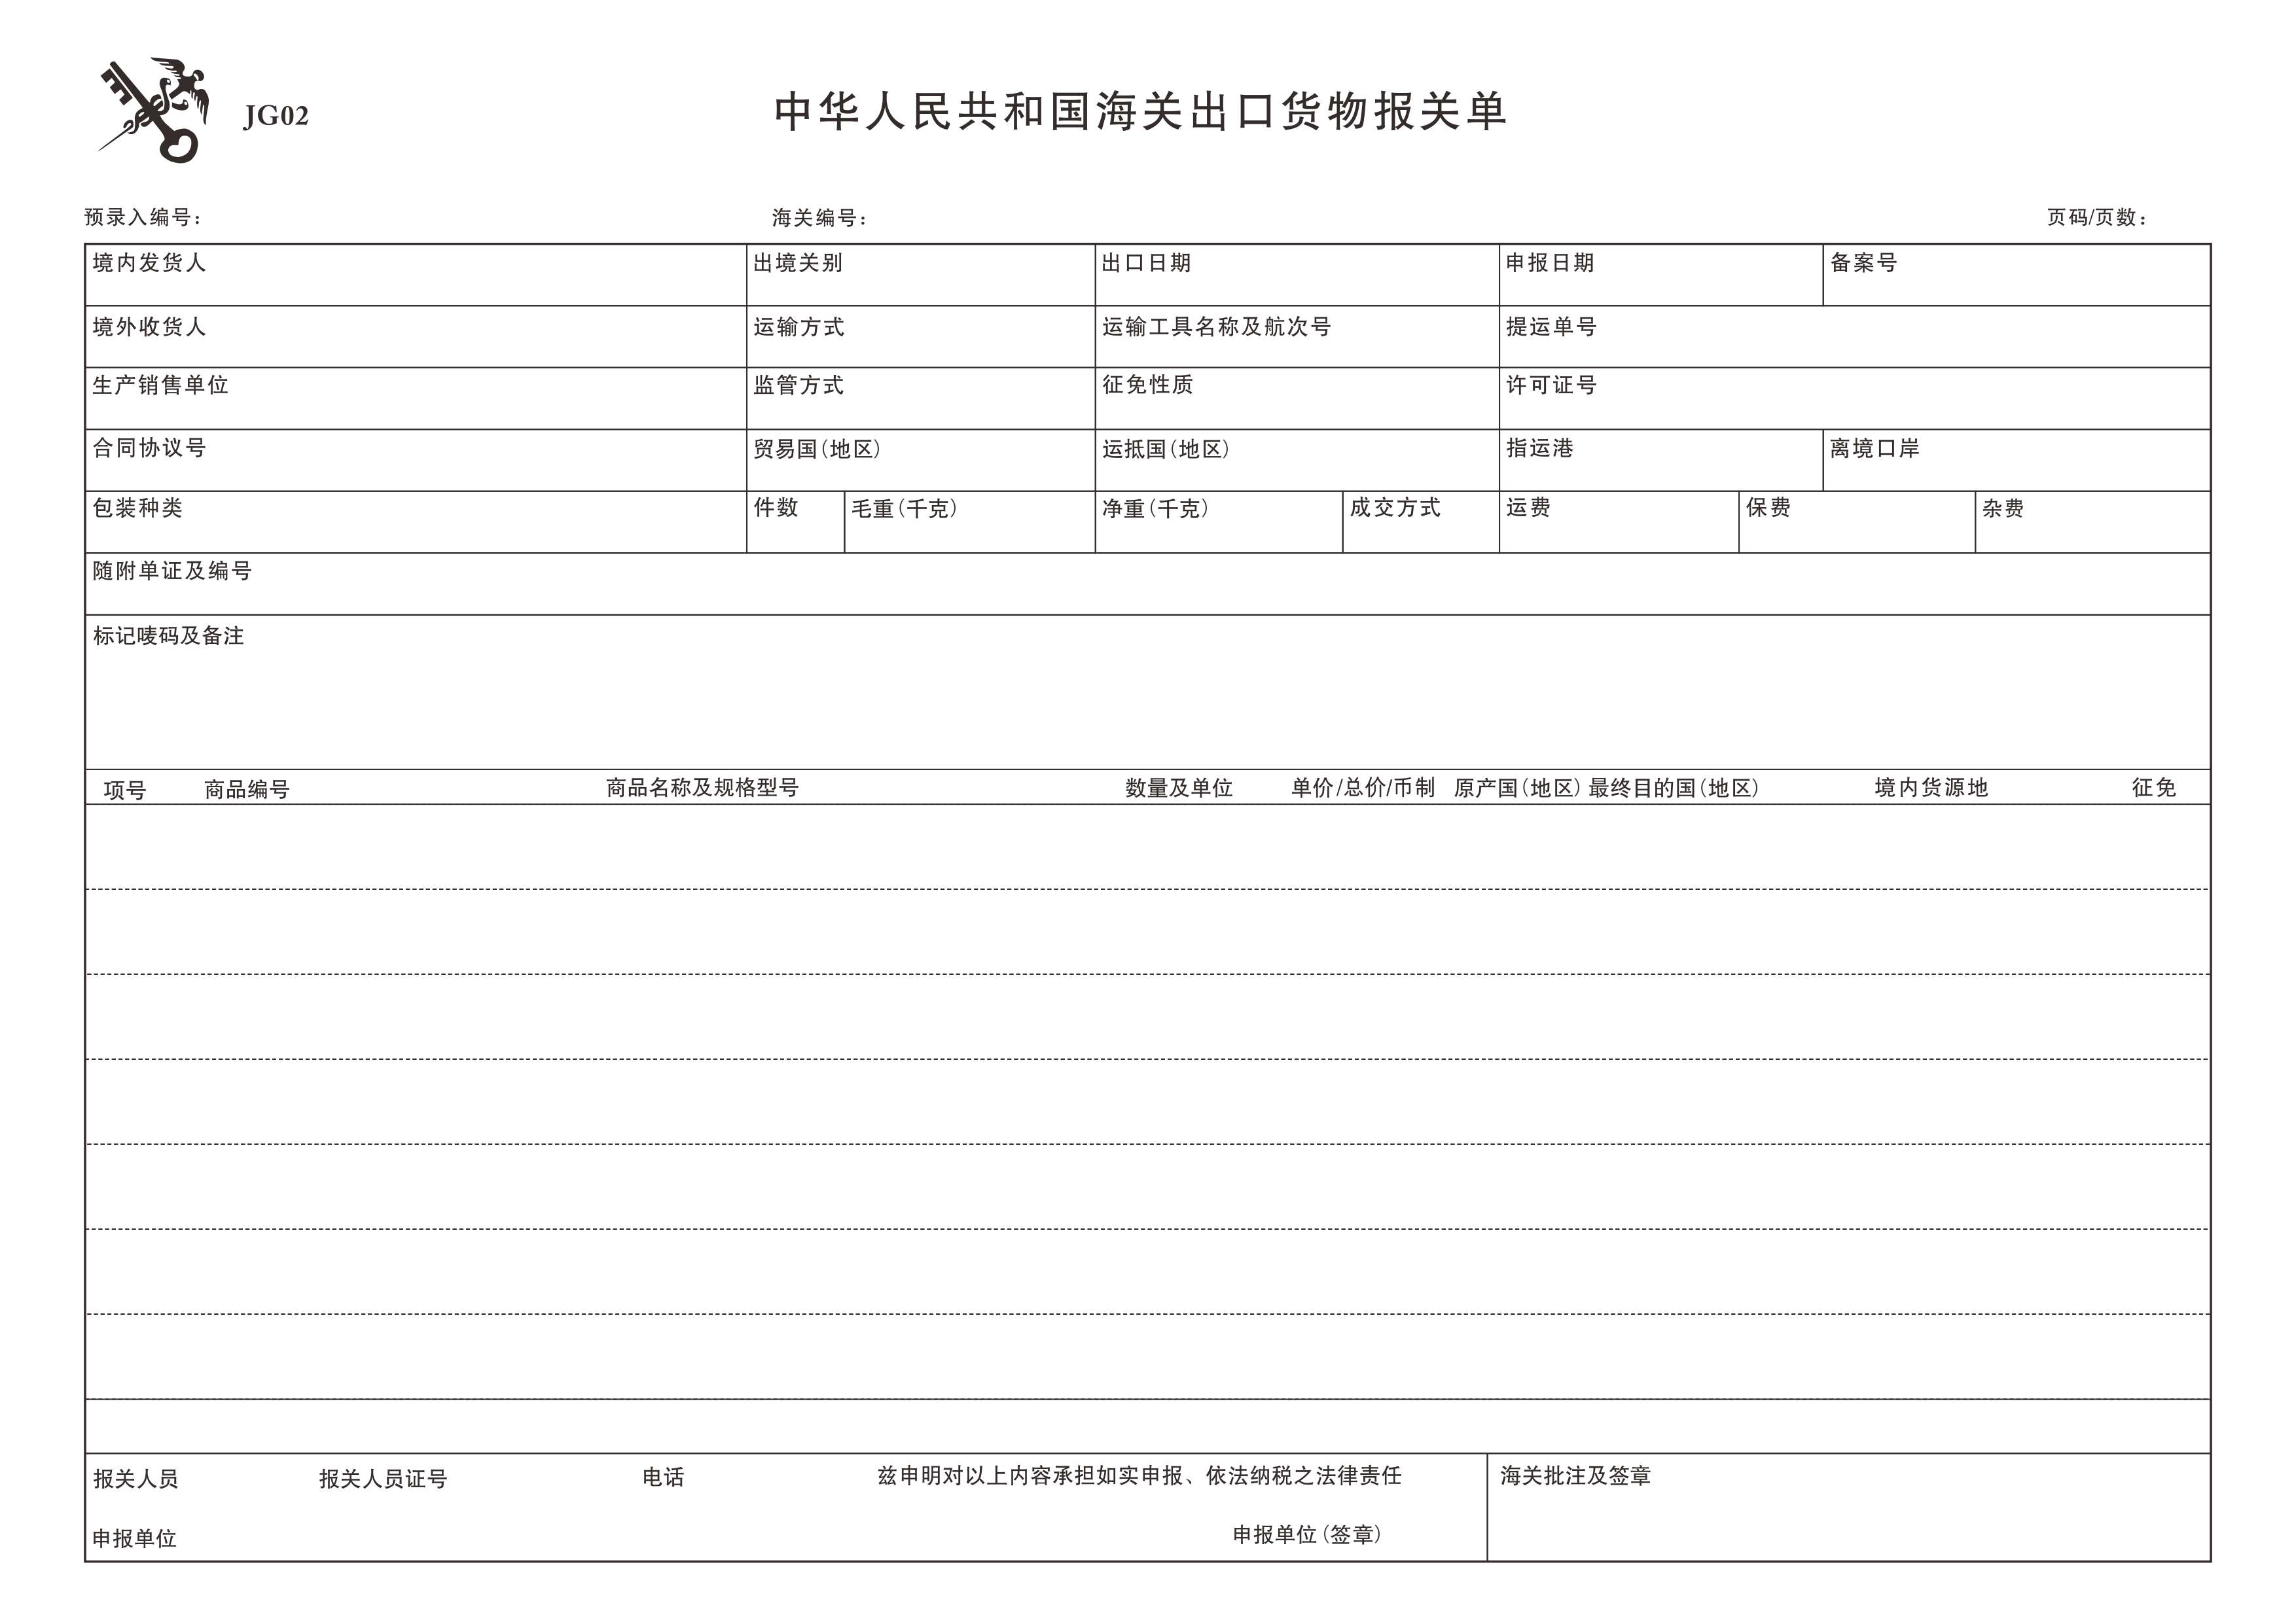 JG02
中华人民共和国海关出口货物报关单
预录入编号： 海关编号： 页码/页数：
境内发货人 出境关别 出口日期 申报日期 备案号
境外收货人 运输方式 运输工具名称及航次号 提运单号
生产销售单位 监管方式 征免性质 许可证号
合同协议号 贸易国(地区) 运抵国(地区) 指运港 离境口岸
包装种类 件数 毛重(千克) 净重(千克) 成交方式 运费 保费 杂费
随附单证及编号
标记唛码及备注
项号 商品编号 商品名称及规格型号 数量及单位 单价/总价/币制 原产国(地区) 最终目的国(地区) 境内货源地 征免
报关人员 报关人员证号 电话 兹申明对以上内容承担如实申报、依法纳税之法律责任 海关批注及签章
申报单位 申报单位(签章)